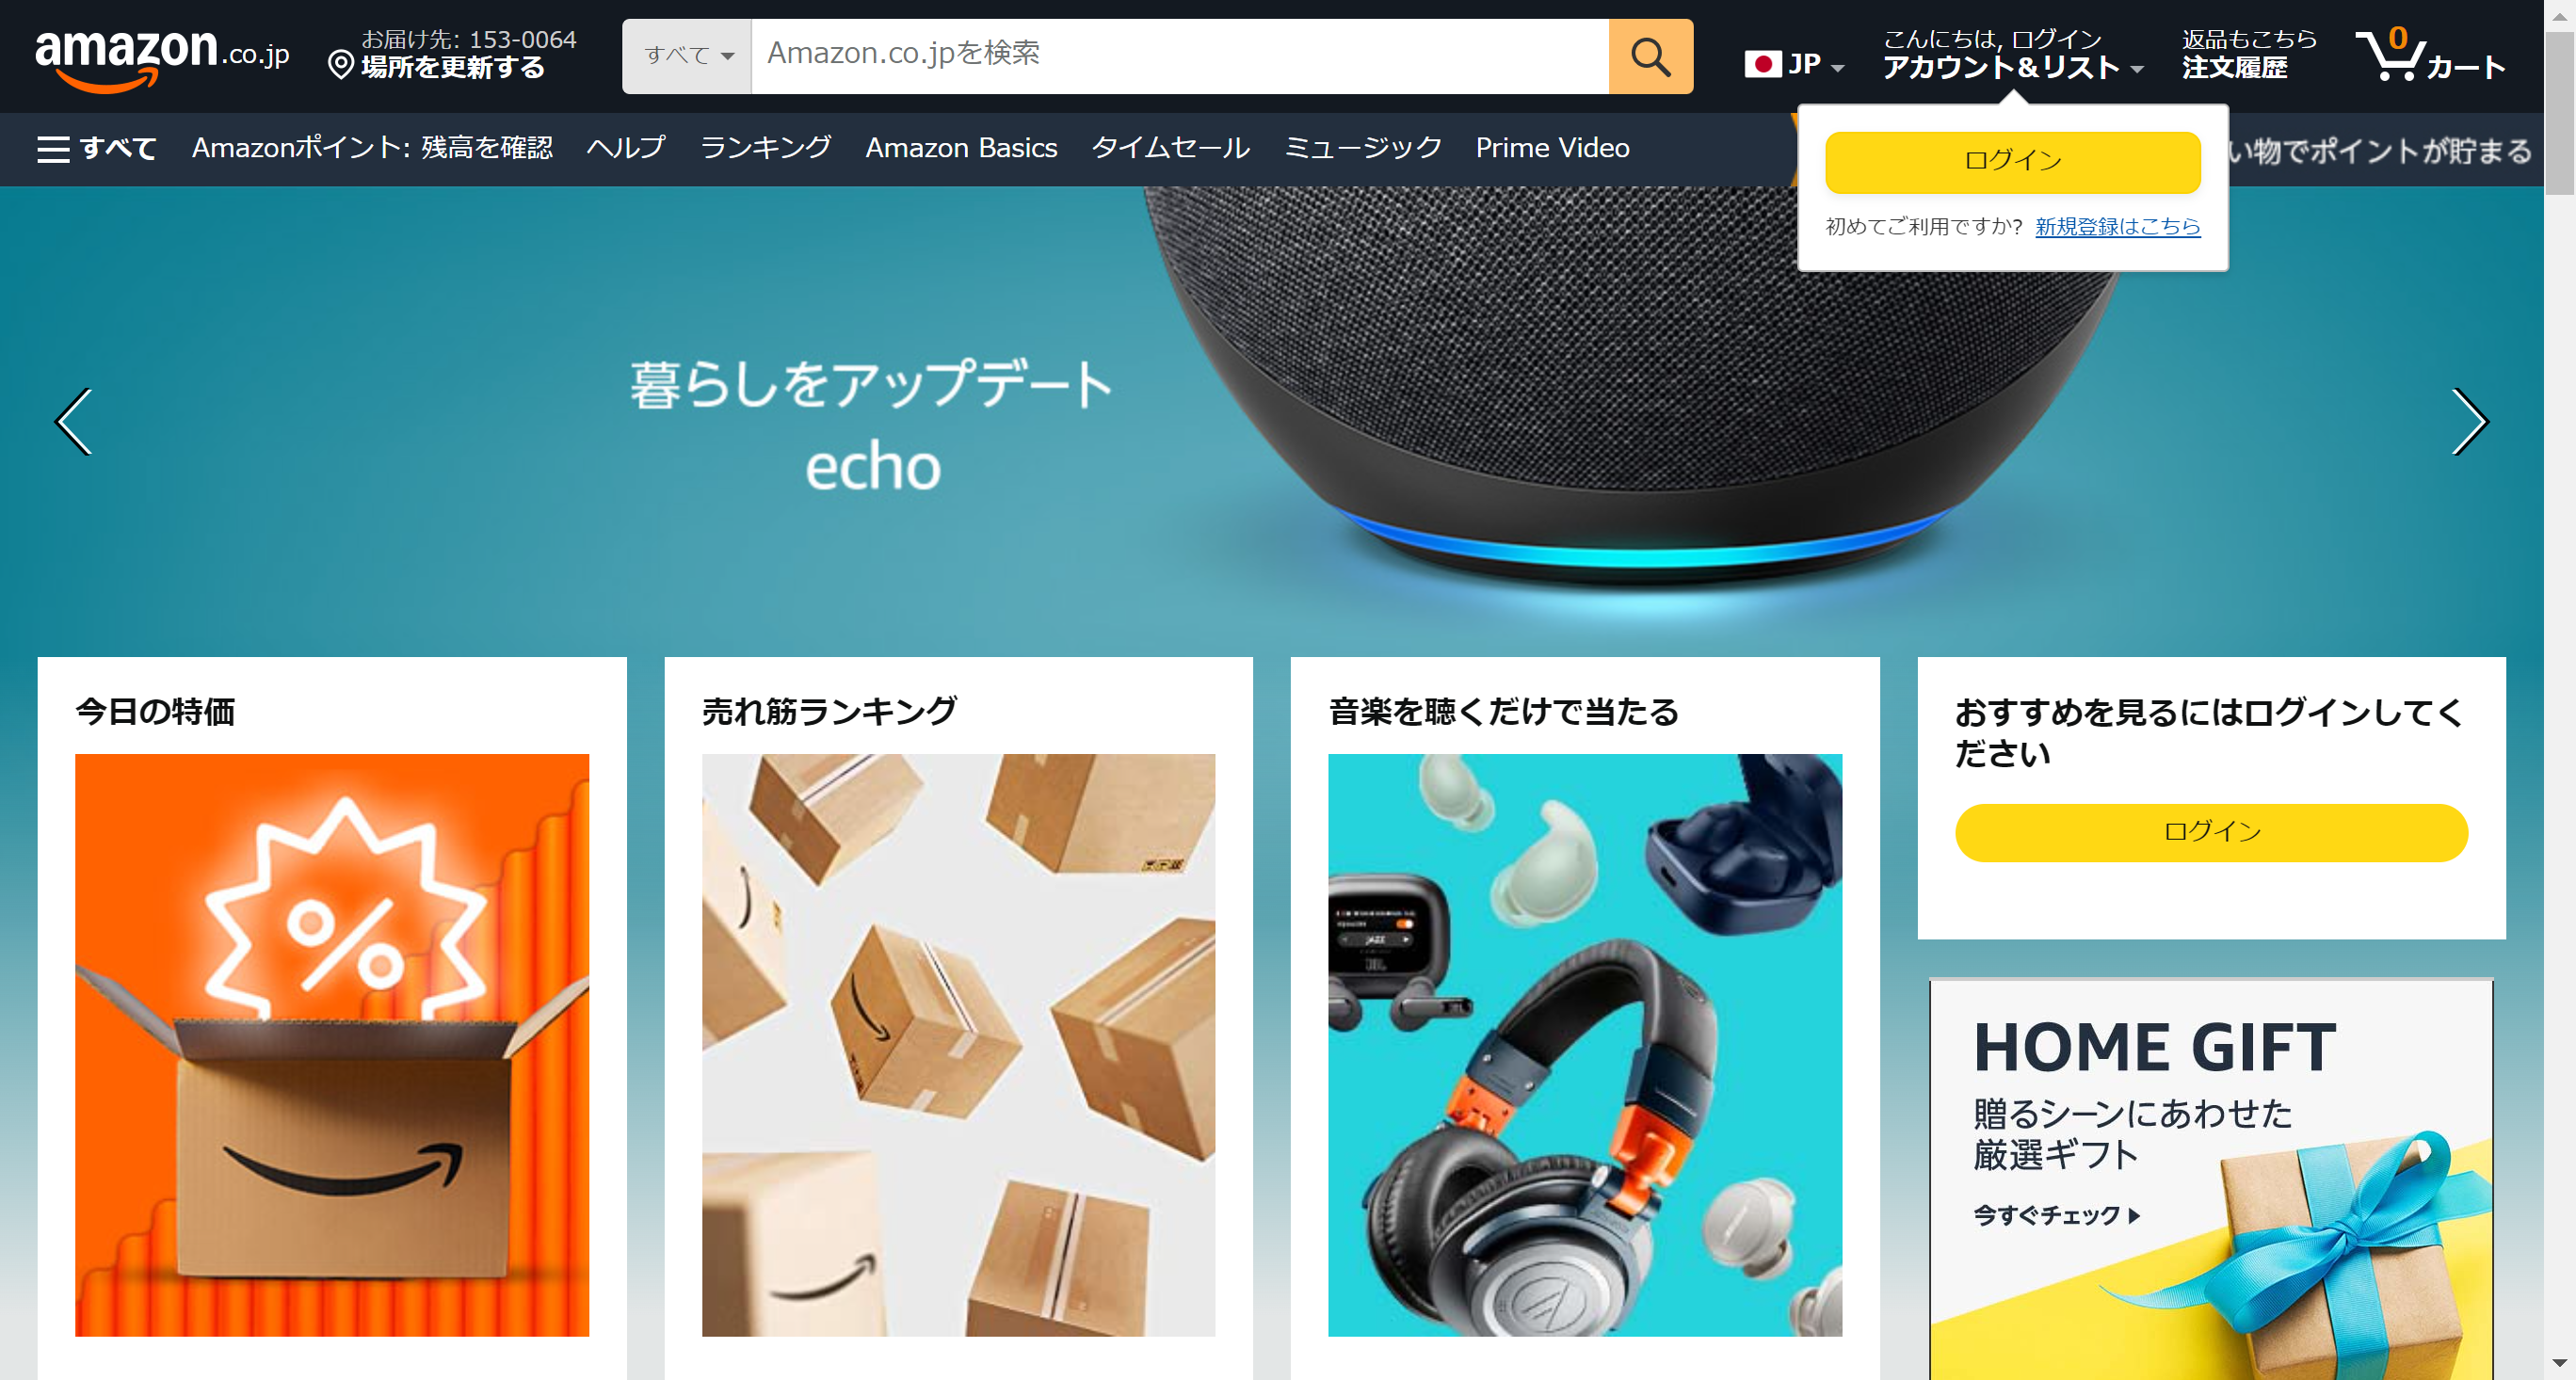 amazon.co.jp
お届け先: 153-0064
場所を更新する
すべて
Amazon.co.jpを検索
JP
こんにちは, ログイン
アカウント&リスト
返品もこちら
注文履歴
0
カート
すべて
Amazonポイント: 残高を確認
ヘルプ
ランキング
Amazon Basics
タイムセール
ミュージック
Prime Video
い物でポイントが貯まる
ログイン
初めてご利用ですか? 新規登録はこちら
暮らしをアップデート
echo
今日の特価
売れ筋ランキング
音楽を聴くだけで当たる
おすすめを見るにはログインしてく
ださい
ログイン
%
JAZZ
JBL
HOME GIFT
贈るシーンにあわせた
厳選ギフト
今すぐチェック